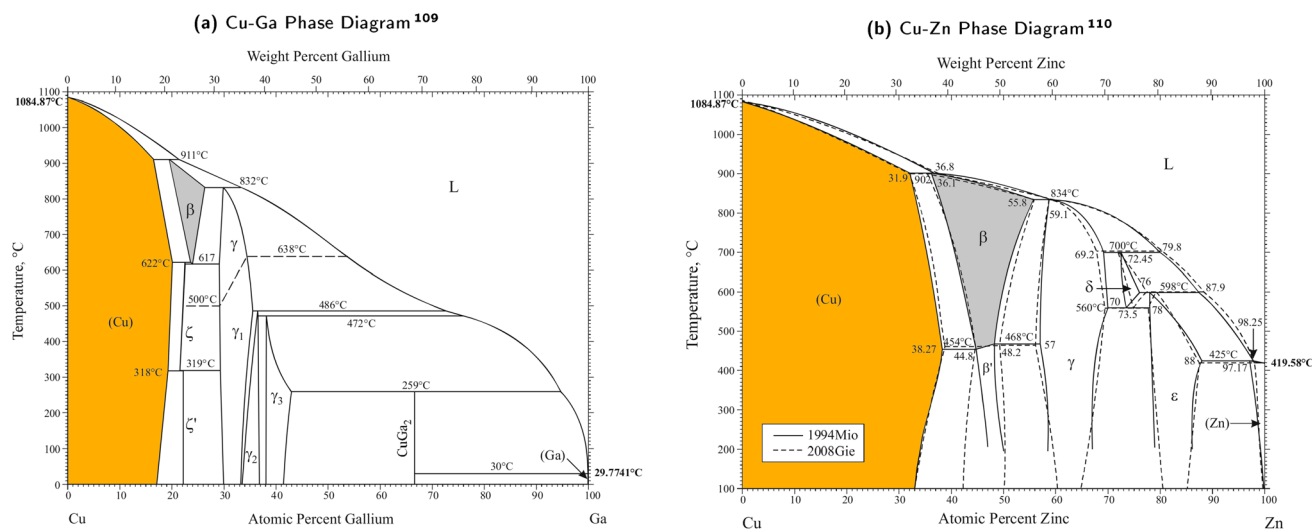 (a) Cu-Ga Phase Diagram 109
Weight Percent Gallium
0 10 20 30 40 50 60 70 80 90 100
1084.87°C
1000
900
800
700
600
500
400
300
200
100
0
Temperature, °C
911°C
832°C
L
β
γ
638°C
622°C
617
500°C
(Cu)
ζ
γ1
486°C
472°C
318°C
319°C
ζ'
γ3
γ2
259°C
CuGa2
(Ga)
30°C
29.7741°C
0 10 20 30 40 50 60 70 80 90 100
Cu
Atomic Percent Gallium
Ga
(b) Cu-Zn Phase Diagram 110
Weight Percent Zinc
0 10 20 30 40 50 60 70 80 90 100
1100
1084.87°C
1000
900
800
700
600
500
400
300
200
100
Temperature, °C
L
36.8
31.9
902
36.1
834°C
55.8
59.1
β
700°C
79.8
69.2
72.45
δ
76
598°C
87.9
560°C
70
73.5
78
(Cu)
98.25
454°C
468°C
38.27
44.8
48.2
57
β'
γ
425°C
88
97.17
419.58°C
ε
(Zn)
1994Mio
2008Gie
0 10 20 30 40 50 60 70 80 90 100
Cu
Atomic Percent Zinc
Zn